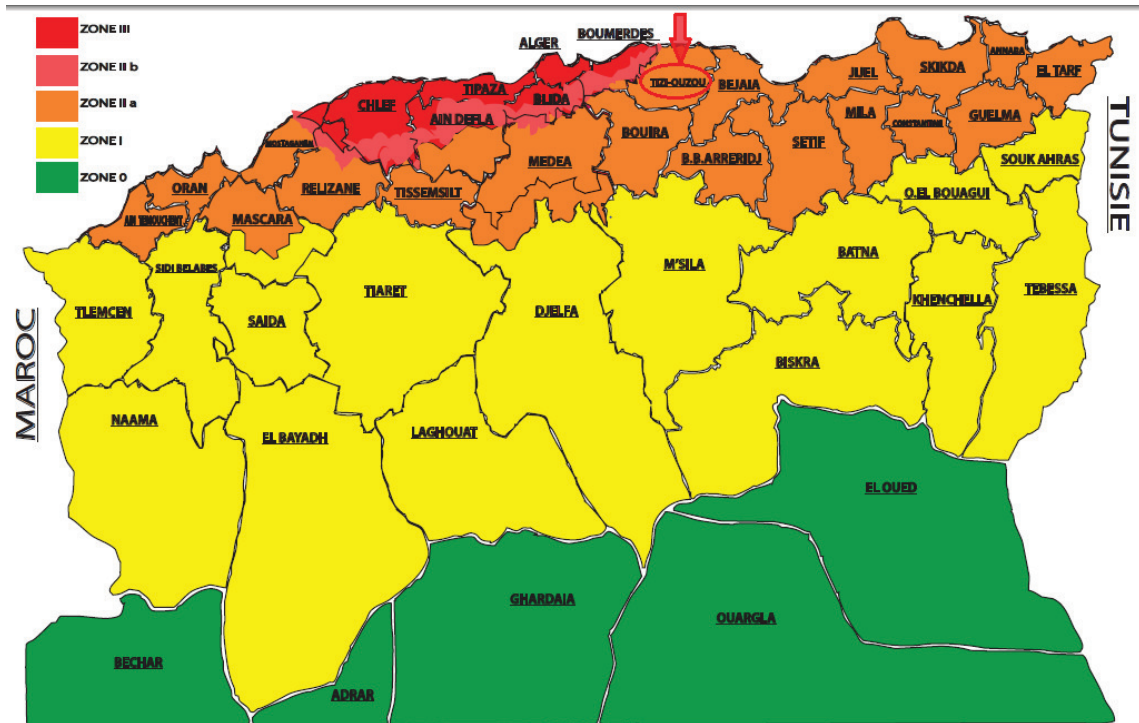 ZONE III
ZONE II b
ZONE II a
ZONE I
ZONE 0
BOUMERDES
ALGER
ANNABA
TIPAZA
CHLEF
BLIDA
TIZI-OUZOU
BEJAIA
JIJEL
SKIKDA
EL TARF
AIN DEFLA
MILA
CONSTANTINE
GUELMA
MOSTAGANEM
BOUÏRA
SETIF
B.B.ARRERIDJ
MEDEA
SOUK AHRAS
ORAN
RELIZANE
TISSEMSILT
O.EL BOUAGUI
AIN TEMOUCHENT
MASCARA
TUNISIE
SIDI BELABES
M'SILA
BATNA
TLEMCEN
SAIDA
TIARET
DJELFA
KHENCHELLA
TEBESSA
MAROC
BISKRA
NAAMA
EL BAYADH
LAGHOUAT
EL OUED
GHARDAIA
OUARGLA
BECHAR
ADRAR